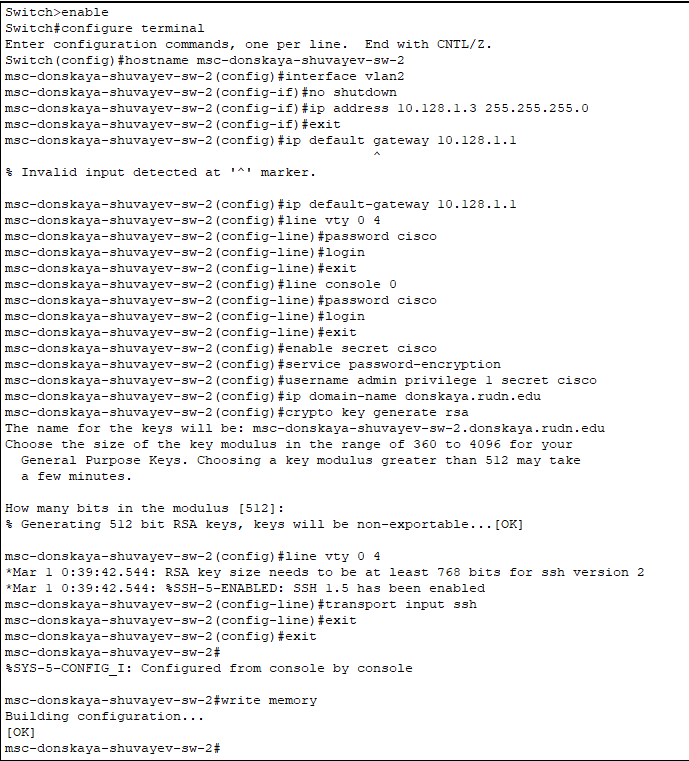 Switch>enable
Switch#configure terminal
Enter configuration commands, one per line.  End with CNTL/Z.
Switch(config)#hostname msc-donskaya-shuvayev-sw-2
msc-donskaya-shuvayev-sw-2(config)#interface vlan2
msc-donskaya-shuvayev-sw-2(config-if)#no shutdown
msc-donskaya-shuvayev-sw-2(config-if)#ip address 10.128.1.3 255.255.255.0
msc-donskaya-shuvayev-sw-2(config-if)#exit
msc-donskaya-shuvayev-sw-2(config)#ip default gateway 10.128.1.1
^
% Invalid input detected at '^' marker.

msc-donskaya-shuvayev-sw-2(config)#ip default-gateway 10.128.1.1
msc-donskaya-shuvayev-sw-2(config)#line vty 0 4
msc-donskaya-shuvayev-sw-2(config-line)#password cisco
msc-donskaya-shuvayev-sw-2(config-line)#login
msc-donskaya-shuvayev-sw-2(config-line)#exit
msc-donskaya-shuvayev-sw-2(config)#line console 0
msc-donskaya-shuvayev-sw-2(config-line)#password cisco
msc-donskaya-shuvayev-sw-2(config-line)#login
msc-donskaya-shuvayev-sw-2(config-line)#exit
msc-donskaya-shuvayev-sw-2(config)#enable secret cisco
msc-donskaya-shuvayev-sw-2(config)#service password-encryption
msc-donskaya-shuvayev-sw-2(config)#username admin privilege 1 secret cisco
msc-donskaya-shuvayev-sw-2(config)#ip domain-name donskaya.rudn.edu
msc-donskaya-shuvayev-sw-2(config)#crypto key generate rsa
The name for the keys will be: msc-donskaya-shuvayev-sw-2.donskaya.rudn.edu
Choose the size of the key modulus in the range of 360 to 4096 for your
General Purpose Keys. Choosing a key modulus greater than 512 may take
a few minutes.

How many bits in the modulus [512]:
% Generating 512 bit RSA keys, keys will be non-exportable...[OK]

msc-donskaya-shuvayev-sw-2(config)#line vty 0 4
*Mar 1 0:39:42.544: RSA key size needs to be at least 768 bits for ssh version 2
*Mar 1 0:39:42.544: %SSH-5-ENABLED: SSH 1.5 has been enabled
msc-donskaya-shuvayev-sw-2(config-line)#transport input ssh
msc-donskaya-shuvayev-sw-2(config-line)#exit
msc-donskaya-shuvayev-sw-2(config)#exit
msc-donskaya-shuvayev-sw-2#
%SYS-5-CONFIG_I: Configured from console by console

msc-donskaya-shuvayev-sw-2#write memory
Building configuration...
[OK]
msc-donskaya-shuvayev-sw-2#